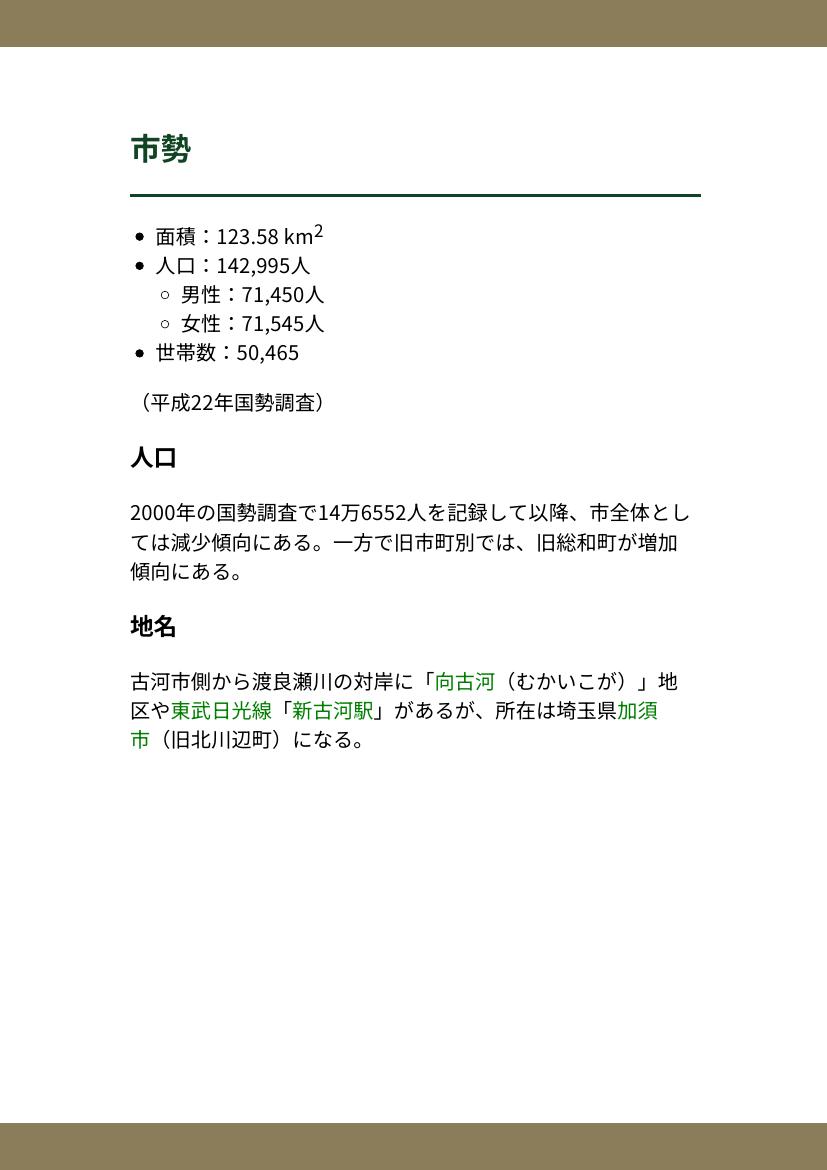 市勢
• 面積：123.58 km²
• 人口：142,995人
◦ 男性：71,450人
◦ 女性：71,545人
• 世帯数：50,465
（平成22年国勢調査）
人口
2000年の国勢調査で14万6552人を記録して以降、市全体とし
ては減少傾向にある。一方で旧市町別では、旧総和町が増加
傾向にある。
地名
古河市側から渡良瀬川の対岸に「向古河（むかいこが）」地
区や東武日光線「新古河駅」があるが、所在は埼玉県加須
市（旧北川辺町）になる。